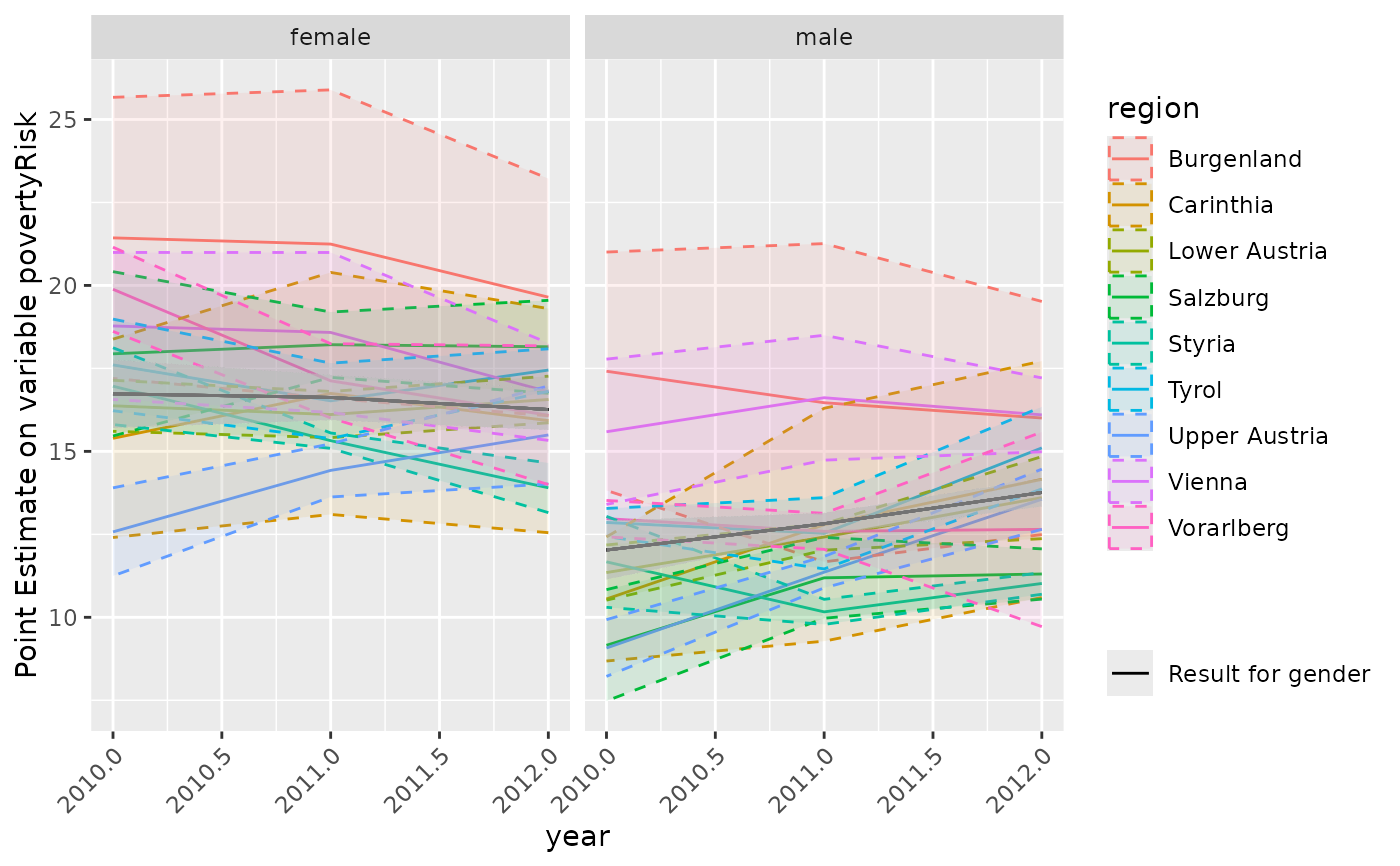 female
male
Point Estimate on variable povertyRisk
25
20
15
10
2010.0
2010.5
2011.0
2011.5
2012.0
2010.0
2010.5
2011.0
2011.5
2012.0
year
region
Burgenland
Carinthia
Lower Austria
Salzburg
Styria
Tyrol
Upper Austria
Vienna
Vorarlberg
Result for gender